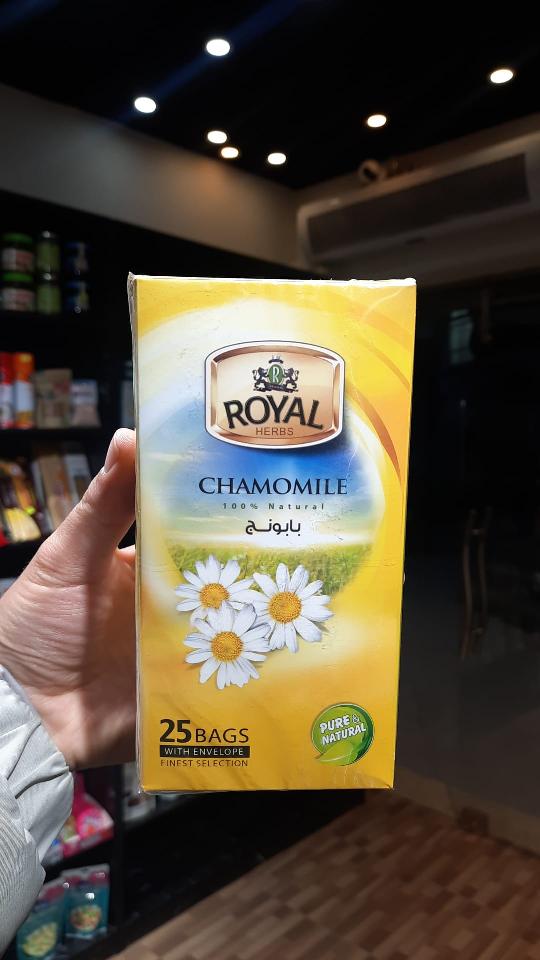 R
ROYAL
HERBS
CHAMOMILE
100% Natural
بابونج
25 BAGS
WITH ENVELOPE
FINEST SELECTION
PURE &
NATURAL